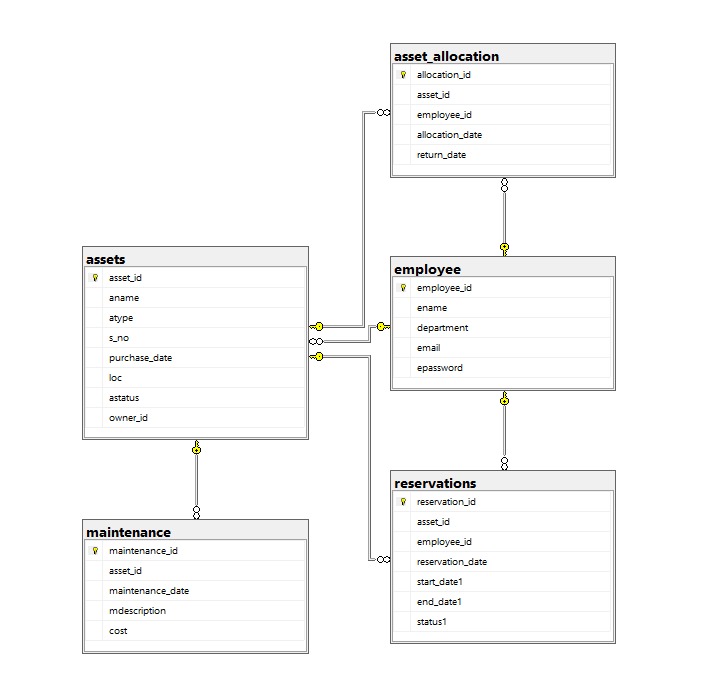 asset_allocation
allocation_id
asset_id
employee_id
allocation_date
return_date
assets
asset_id
aname
atype
s_no
purchase_date
loc
astatus
owner_id
employee
employee_id
ename
department
email
epassword
maintenance
maintenance_id
asset_id
maintenance_date
mdescription
cost
reservations
reservation_id
asset_id
employee_id
reservation_date
start_date1
end_date1
status1